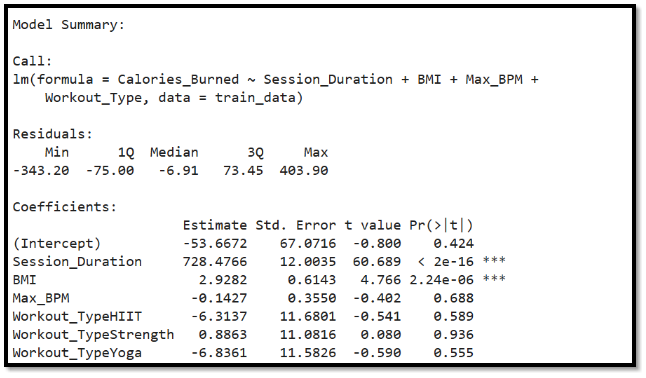 Model Summary:
Call:
lm(formula = Calories_Burned ~ Session_Duration + BMI + Max_BPM +
    Workout_Type, data = train_data)
Residuals:
    Min      1Q  Median      3Q     Max
-343.20  -75.00   -6.91   73.45  403.90
Coefficients:
                     Estimate Std. Error t value Pr(>|t|)
(Intercept)          -53.6672    67.0716  -0.800    0.424
Session_Duration     728.4766    12.0035  60.689  < 2e-16 ***
BMI                    2.9282     0.6143   4.766 2.24e-06 ***
Max_BPM               -0.1427     0.3550  -0.402    0.688
Workout_TypeHIIT      -6.3137    11.6801  -0.541    0.589
Workout_TypeStrength   0.8863    11.0816   0.080    0.936
Workout_TypeYoga      -6.8361    11.5826  -0.590    0.555